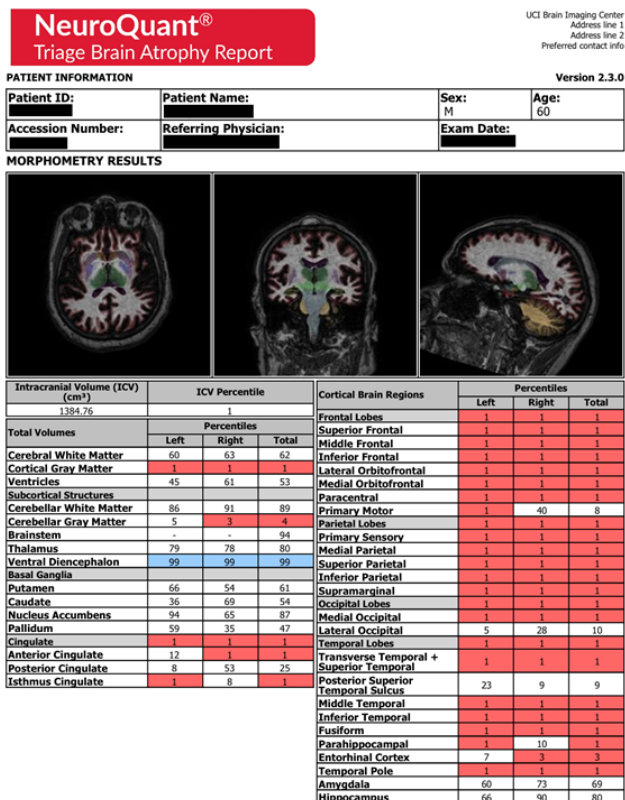 NeuroQuant®
Triage Brain Atrophy Report
UCI Brain Imaging Center
Address line 1
Address line 2
Preferred contact info
PATIENT INFORMATION
Version 2.3.0
Patient ID:
Patient Name:
Sex:
M
Age:
60
Accession Number:
Referring Physician:
Exam Date:
MORPHOMETRY RESULTS
Intracranial Volume (ICV) (cm³) ICV Percentile
1384.76 1
Total Volumes Percentiles
Left Right Total
Cerebral White Matter 60 63 62
Cortical Gray Matter 1 1 1
Ventricles 45 61 53
Subcortical Structures
Cerebellar White Matter 86 91 89
Cerebellar Gray Matter 5 3 4
Brainstem - - 94
Thalamus 79 78 80
Ventral Diencephalon 99 99 99
Basal Ganglia
Putamen 66 54 61
Caudate 36 69 54
Nucleus Accumbens 94 65 87
Pallidum 59 35 47
Cingulate 1 1 1
Anterior Cingulate 12 1 1
Posterior Cingulate 8 53 25
Isthmus Cingulate 1 8 1
Cortical Brain Regions Percentiles
Left Right Total
Frontal Lobes 1 1 1
Superior Frontal 1 1 1
Middle Frontal 1 1 1
Inferior Frontal 1 1 1
Lateral Orbitofrontal 1 1 1
Medial Orbitofrontal 1 1 1
Paracentral 1 1 1
Primary Motor 1 40 8
Parietal Lobes 1 1 1
Primary Sensory 1 1 1
Medial Parietal 1 1 1
Superior Parietal 1 1 1
Inferior Parietal 1 1 1
Supramarginal 1 1 1
Occipital Lobes 1 1 1
Medial Occipital 1 1 1
Lateral Occipital 5 28 10
Temporal Lobes 1 1 1
Transverse Temporal +
Superior Temporal 1 1 1
Posterior Superior
Temporal Sulcus 23 9 9
Middle Temporal 1 1 1
Inferior Temporal 1 1 1
Fusiform 1 1 1
Parahippocampal 1 10 1
Entorhinal Cortex 7 3 3
Temporal Pole 1 1 1
Amygdala 60 73 69
Hippocampus 66 90 80